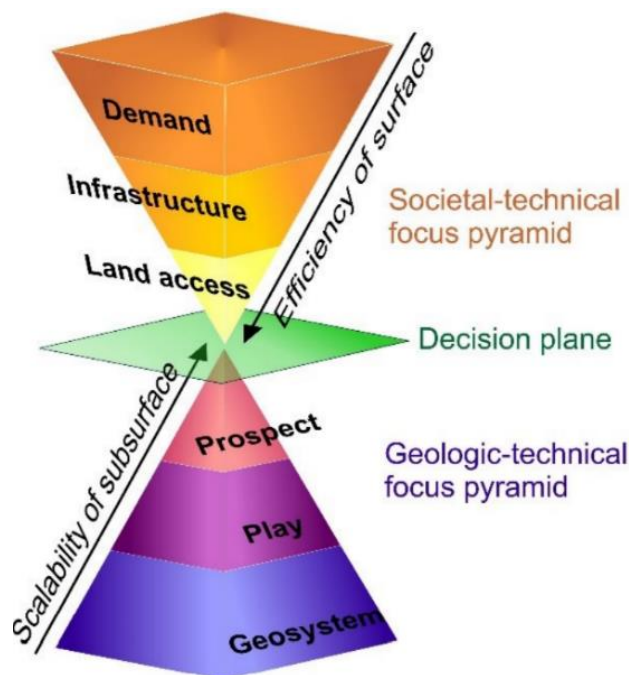 Demand
Efficiency of surface
Infrastructure
Societal-technical
focus pyramid
Land access
Decision plane
Scalability of subsurface
Prospect
Geologic-technical
focus pyramid
Play
Geosystem